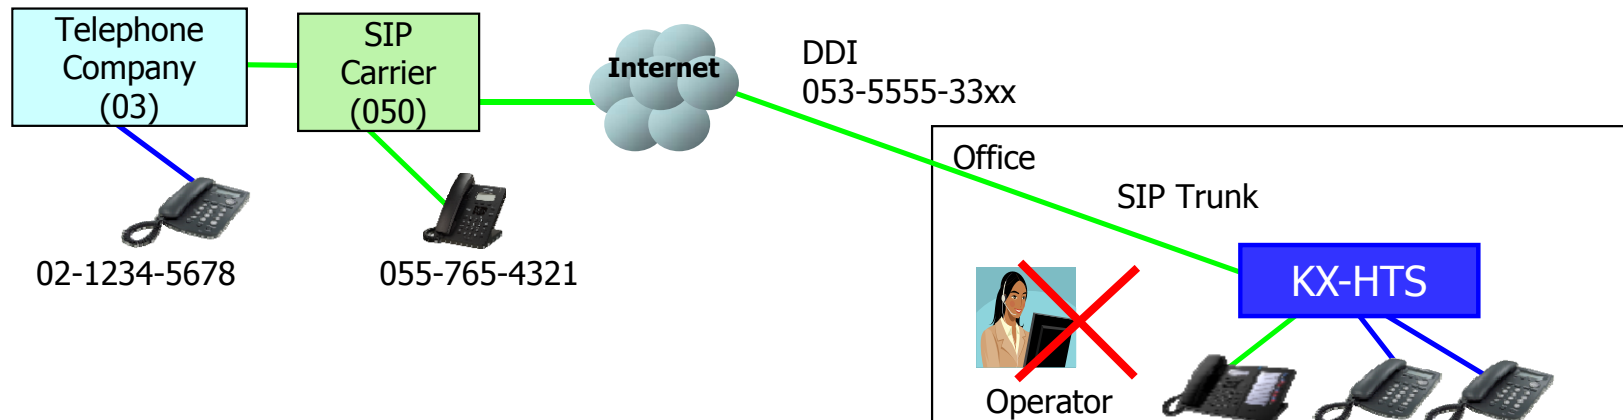 Telephone
Company
(03)
SIP
Carrier
(050)
Internet
DDI
053-5555-33xx
Office
SIP Trunk
KX-HTS
02-1234-5678
055-765-4321
Operator